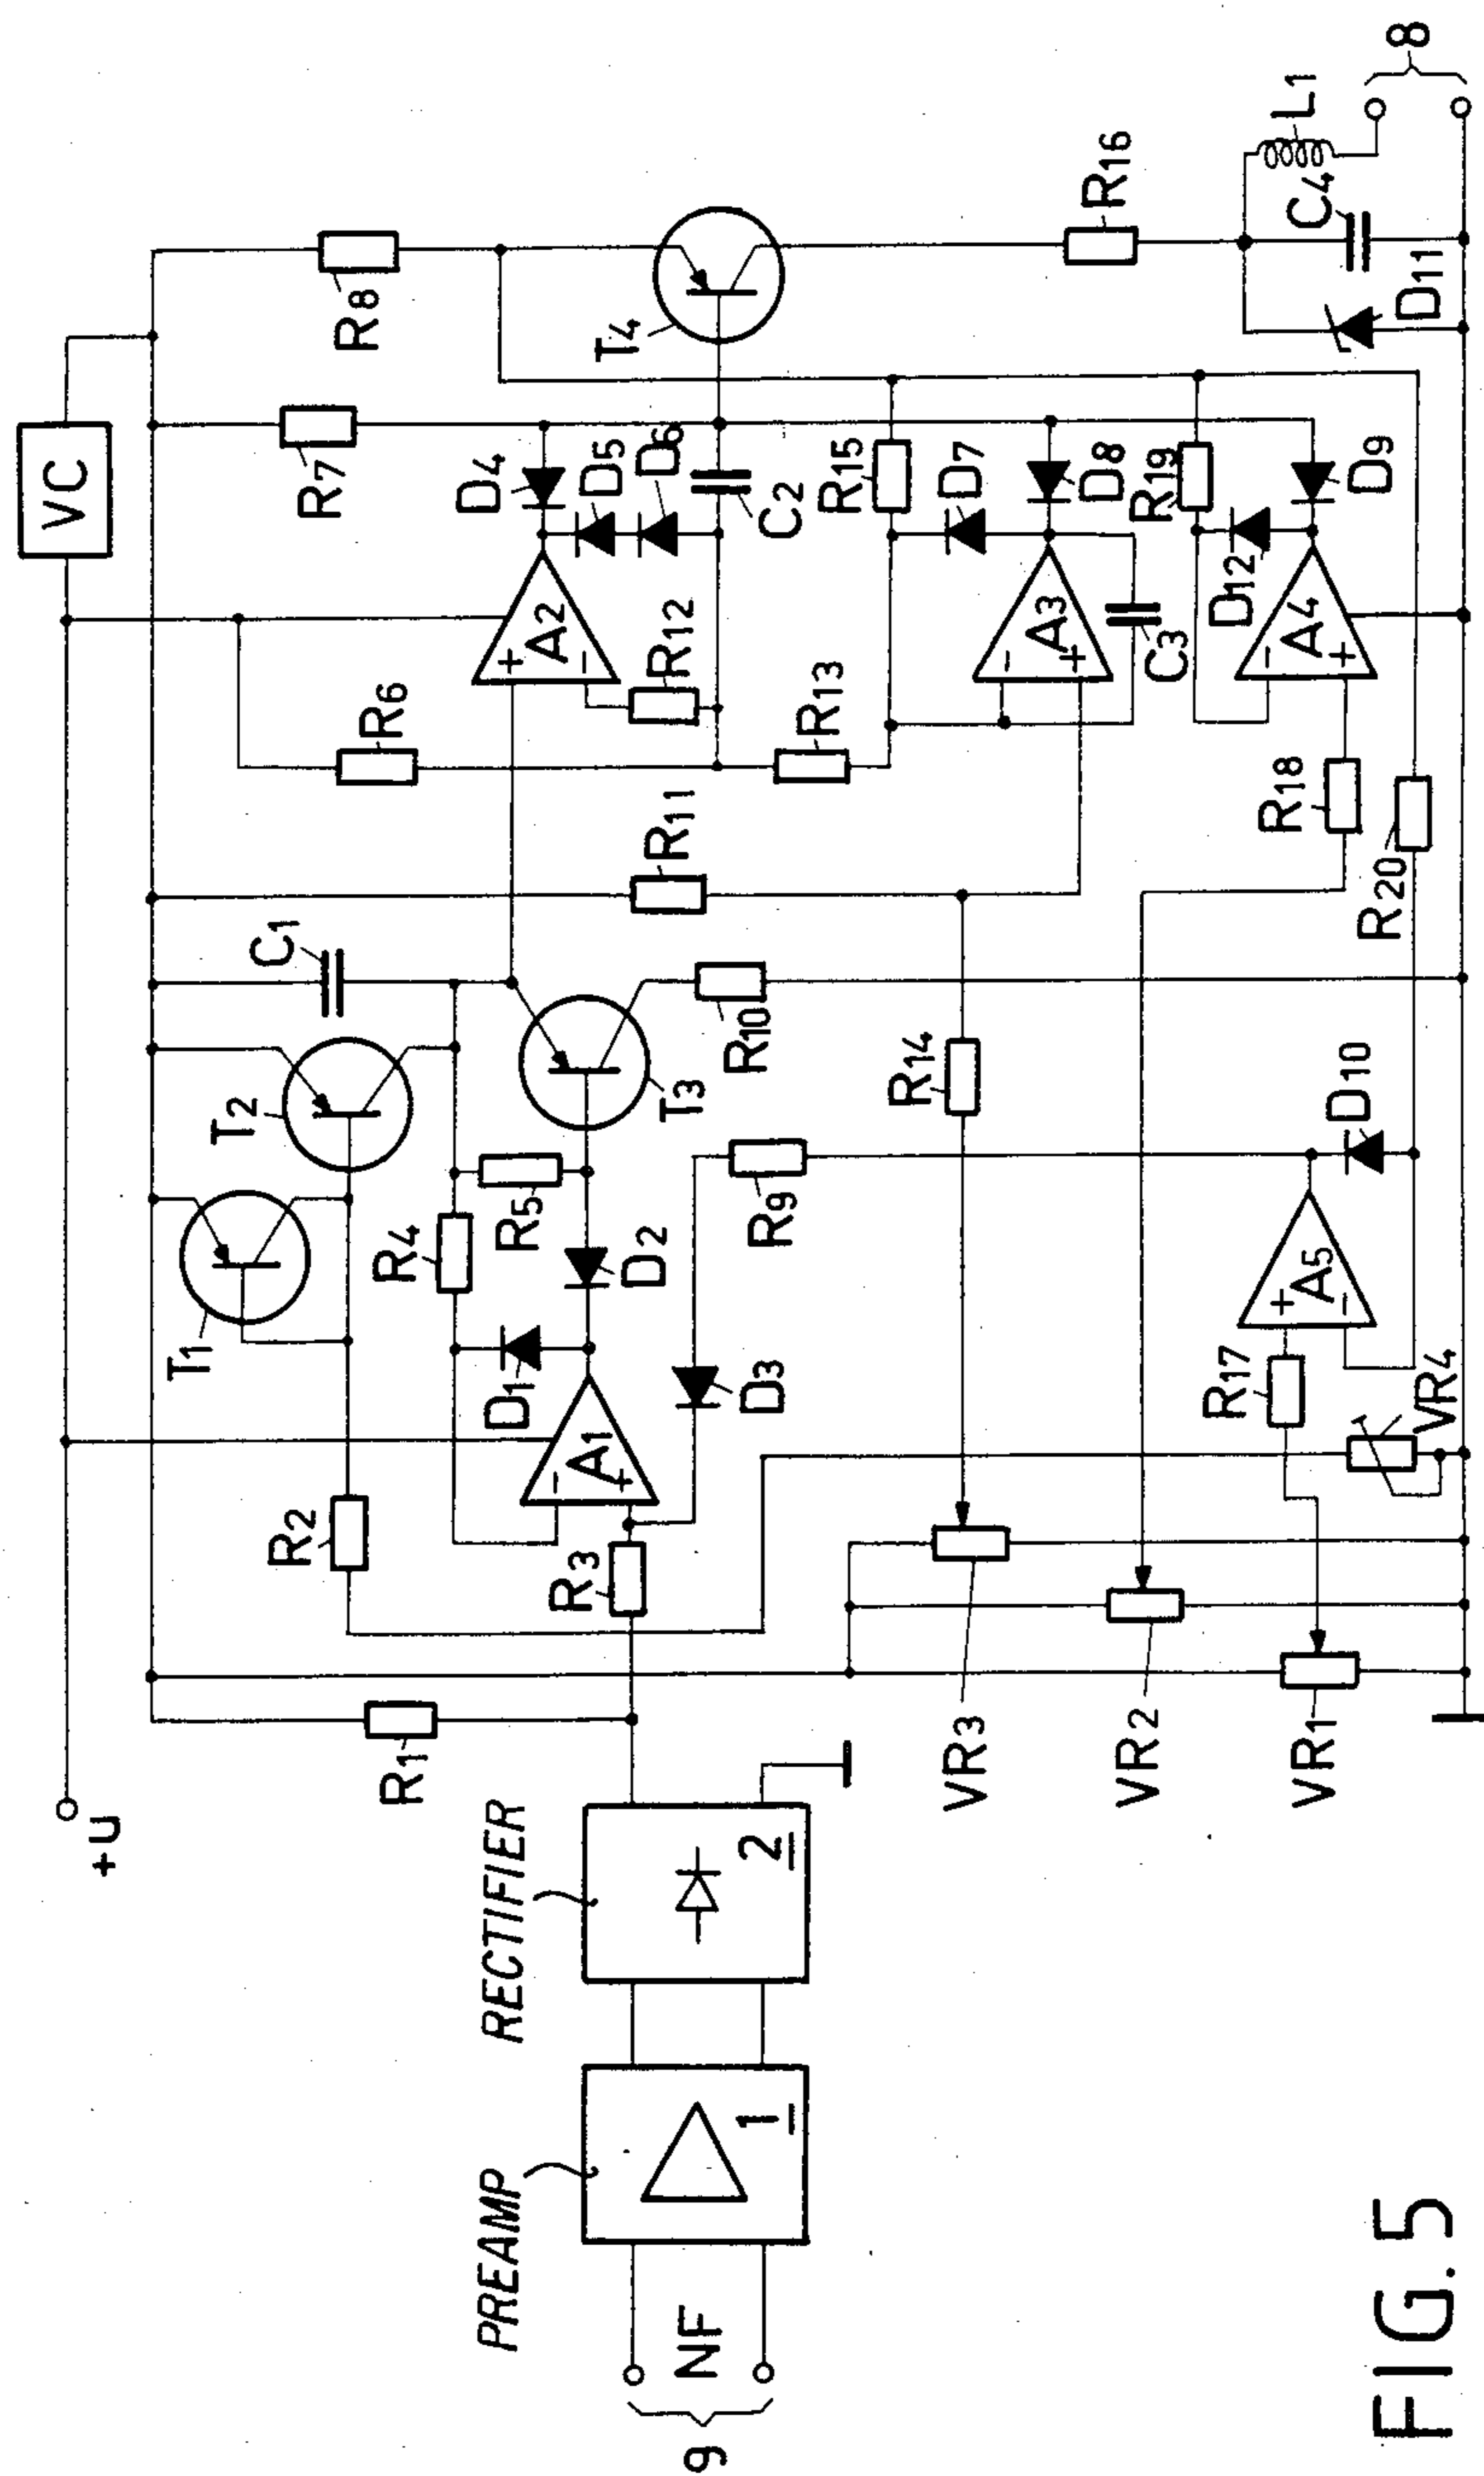 +U
VC
R1
R2
T1
T2
C1
R6
R7
R8
R4
R5
D1
D2
T3
R10
R11
A1
- +
R3
D3
R9
A2
+ -
D4
D5
D6
C2
R12
R13
T4
RECTIFIER
2
PREAMP
1
9
NF
VR3
VR2
VR1
R14
R15
D7
D8
A3
- +
C3
R16
R19
D12
A4
- +
D9
R18
R20
R17
A5
+ -
D10
VR4
L1
C4
D11
8
FIG. 5